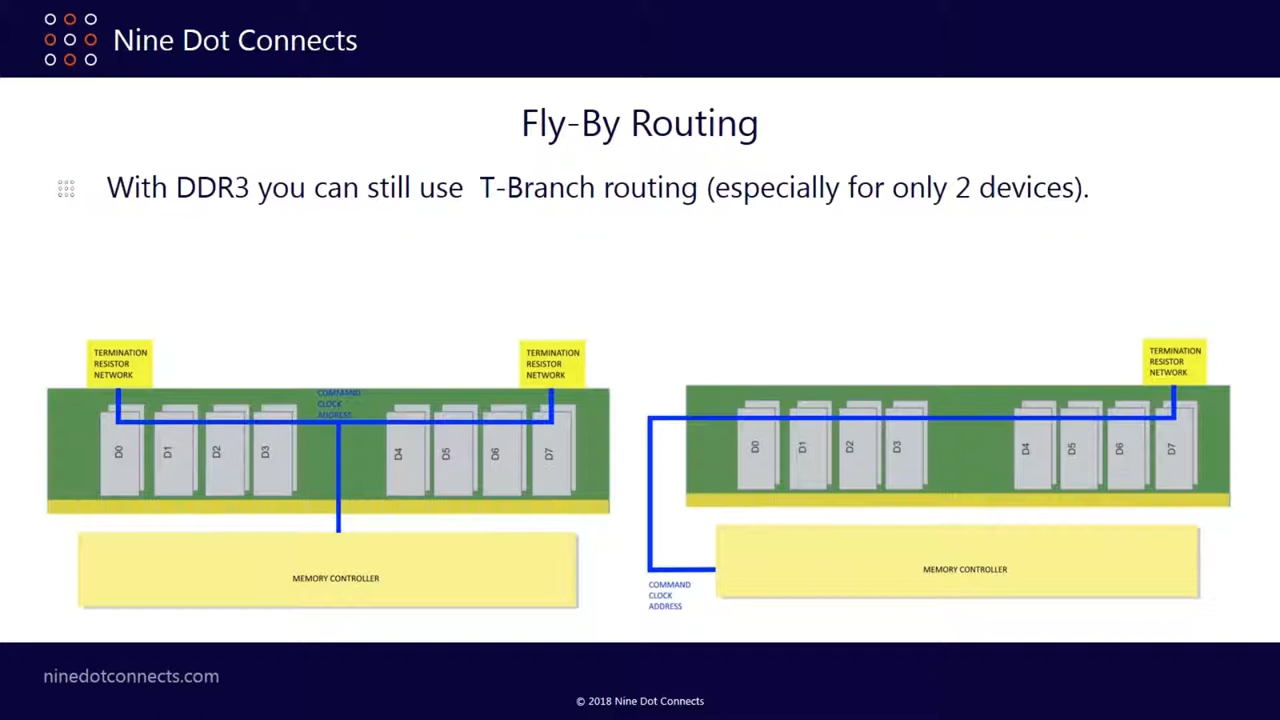 Nine Dot Connects
Fly-By Routing
With DDR3 you can still use T-Branch routing (especially for only 2 devices).
TERMINATION
RESISTOR
NETWORK
TERMINATION
RESISTOR
NETWORK
COMMAND
CLOCK
ADDRESS
D0
D1
D2
D3
D4
D5
D6
D7
MEMORY CONTROLLER
TERMINATION
RESISTOR
NETWORK
D0
D1
D2
D3
D4
D5
D6
D7
MEMORY CONTROLLER
COMMAND
CLOCK
ADDRESS
ninedotconnects.com
© 2018 Nine Dot Connects